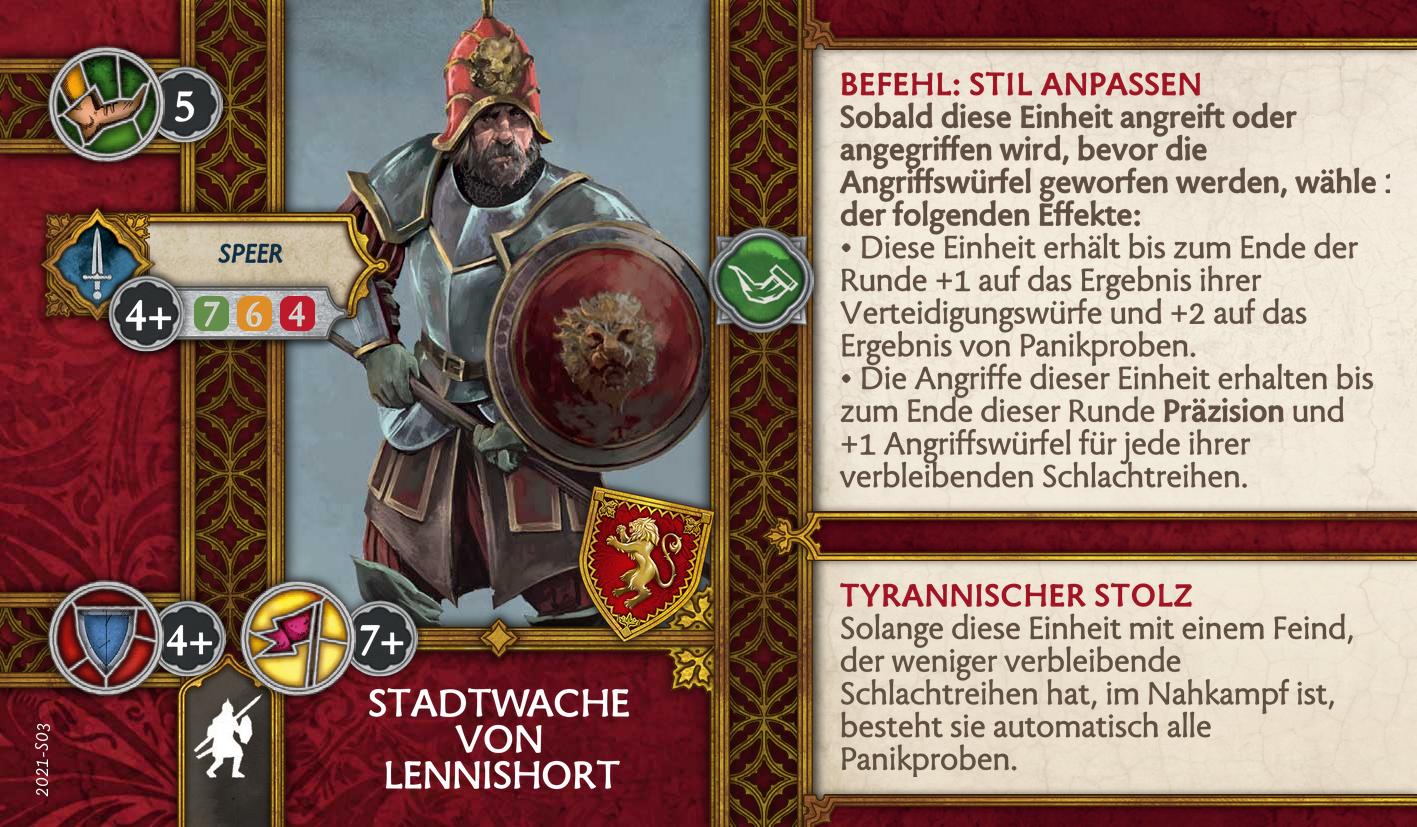 5
SPEER
4+ 7 6 4
4+ 7+
STADTWACHE
VON
LENNISHORT
2021-S03
BEFEHL: STIL ANPASSEN
Sobald diese Einheit angreift oder
angegriffen wird, bevor die
Angriffswürfel geworfen werden, wähle
der folgenden Effekte:
• Diese Einheit erhält bis zum Ende der
Runde +1 auf das Ergebnis ihrer
Verteidigungswürfe und +2 auf das
Ergebnis von Panikproben.
• Die Angriffe dieser Einheit erhalten bis
zum Ende dieser Runde Präzision und
+1 Angriffswürfel für jede ihrer
verbleibenden Schlachtreihen.
TYRANNISCHER STOLZ
Solange diese Einheit mit einem Feind,
der weniger verbleibende
Schlachtreihen hat, im Nahkampf ist,
besteht sie automatisch alle
Panikproben.